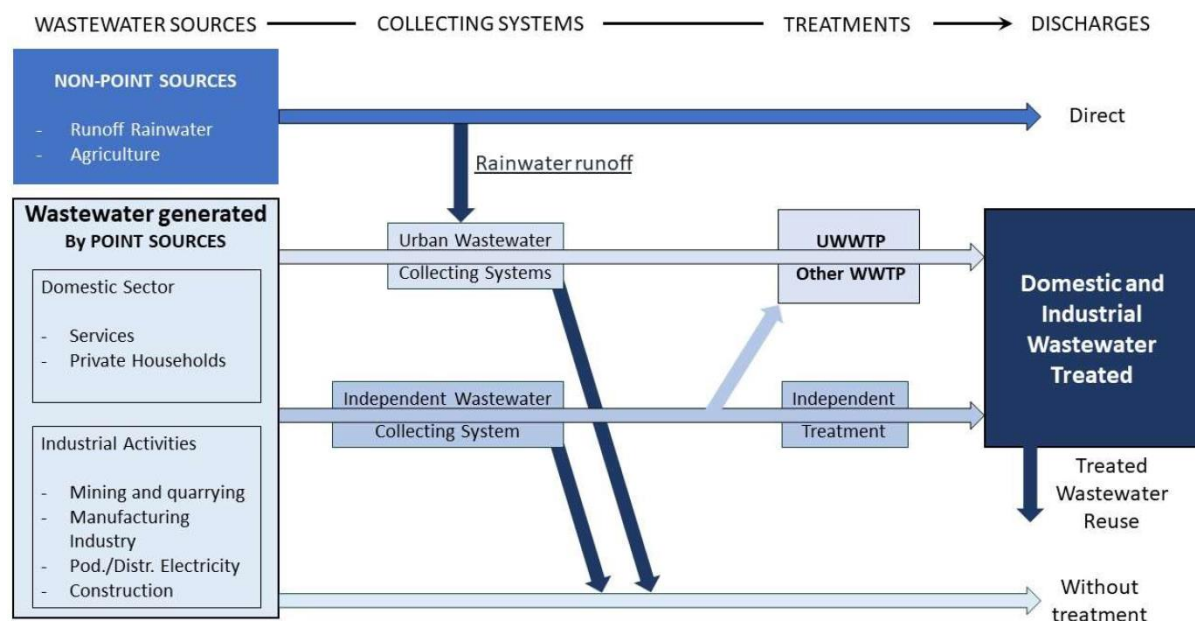 WASTEWATER SOURCES
COLLECTING SYSTEMS
TREATMENTS
DISCHARGES
NON-POINT SOURCES
- Runoff Rainwater
- Agriculture
Direct
Rainwater runoff
Wastewater generated
By POINT SOURCES
Domestic Sector
- Services
- Private Households
Industrial Activities
- Mining and quarrying
- Manufacturing
Industry
- Pod./Distr. Electricity
- Construction
Urban Wastewater
Collecting Systems
UWWTP
Other WWTP
Independent Wastewater
Collecting System
Independent
Treatment
Domestic and
Industrial
Wastewater
Treated
Treated
Wastewater
Reuse
Without
treatment